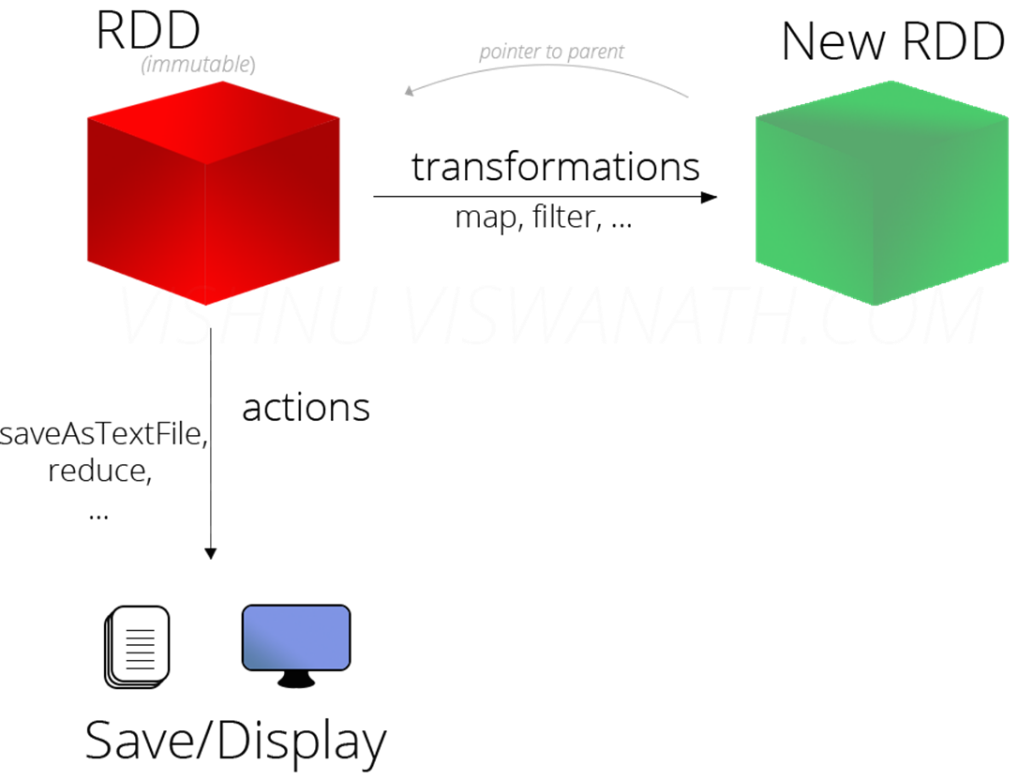 RDD
(immutable)
pointer to parent
New RDD
transformations
map, filter, ...
VISHNU VISWANATH.COM
actions
saveAsTextFile,
reduce,
...
Save/Display